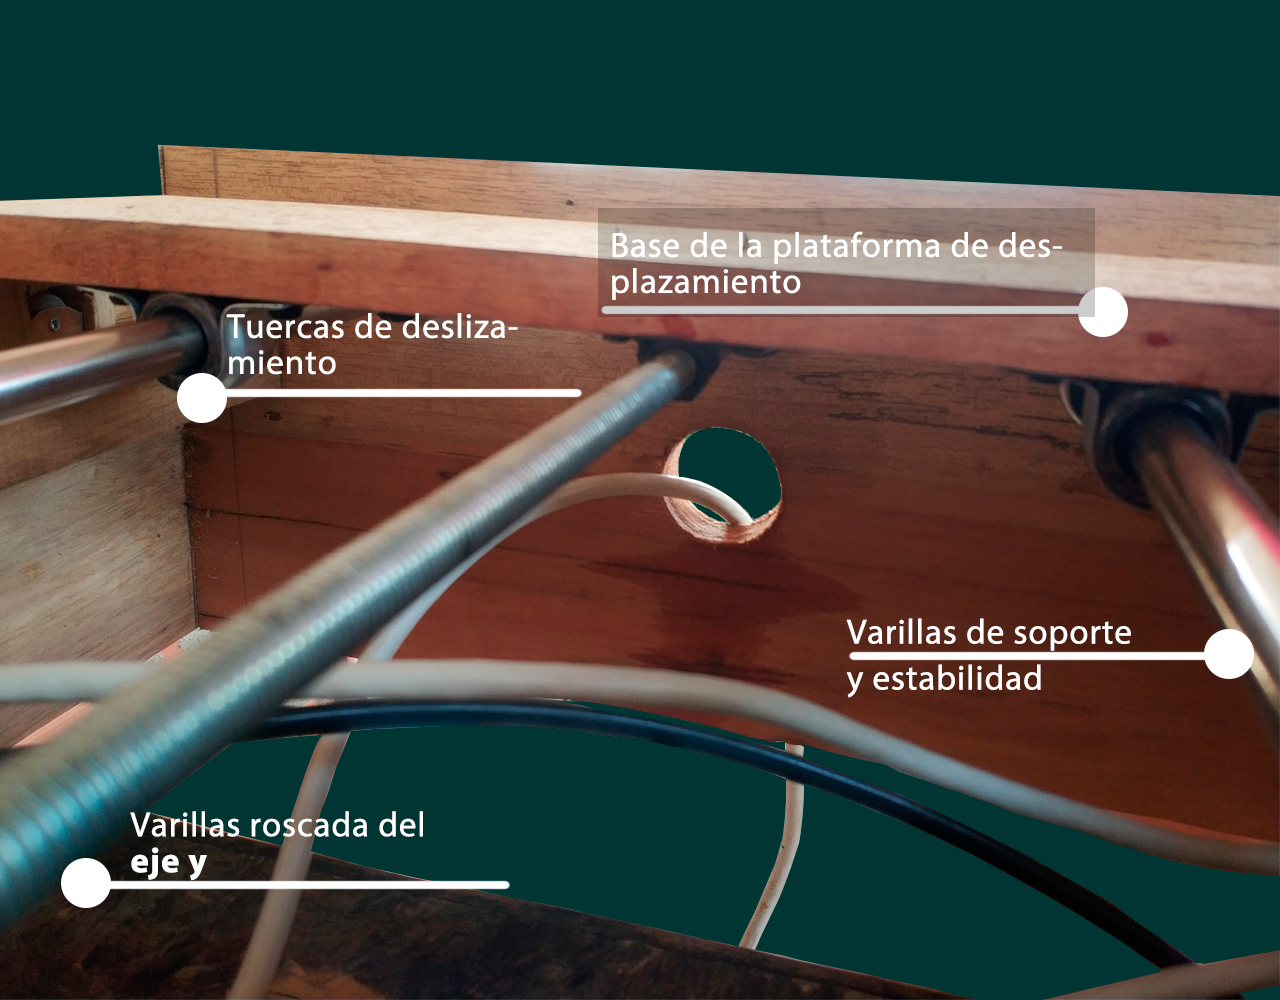 Base de la plataforma de des-
plazamiento
Tuercas de desliza-
miento
Varillas de soporte
y estabilidad
Varillas roscada del
eje y